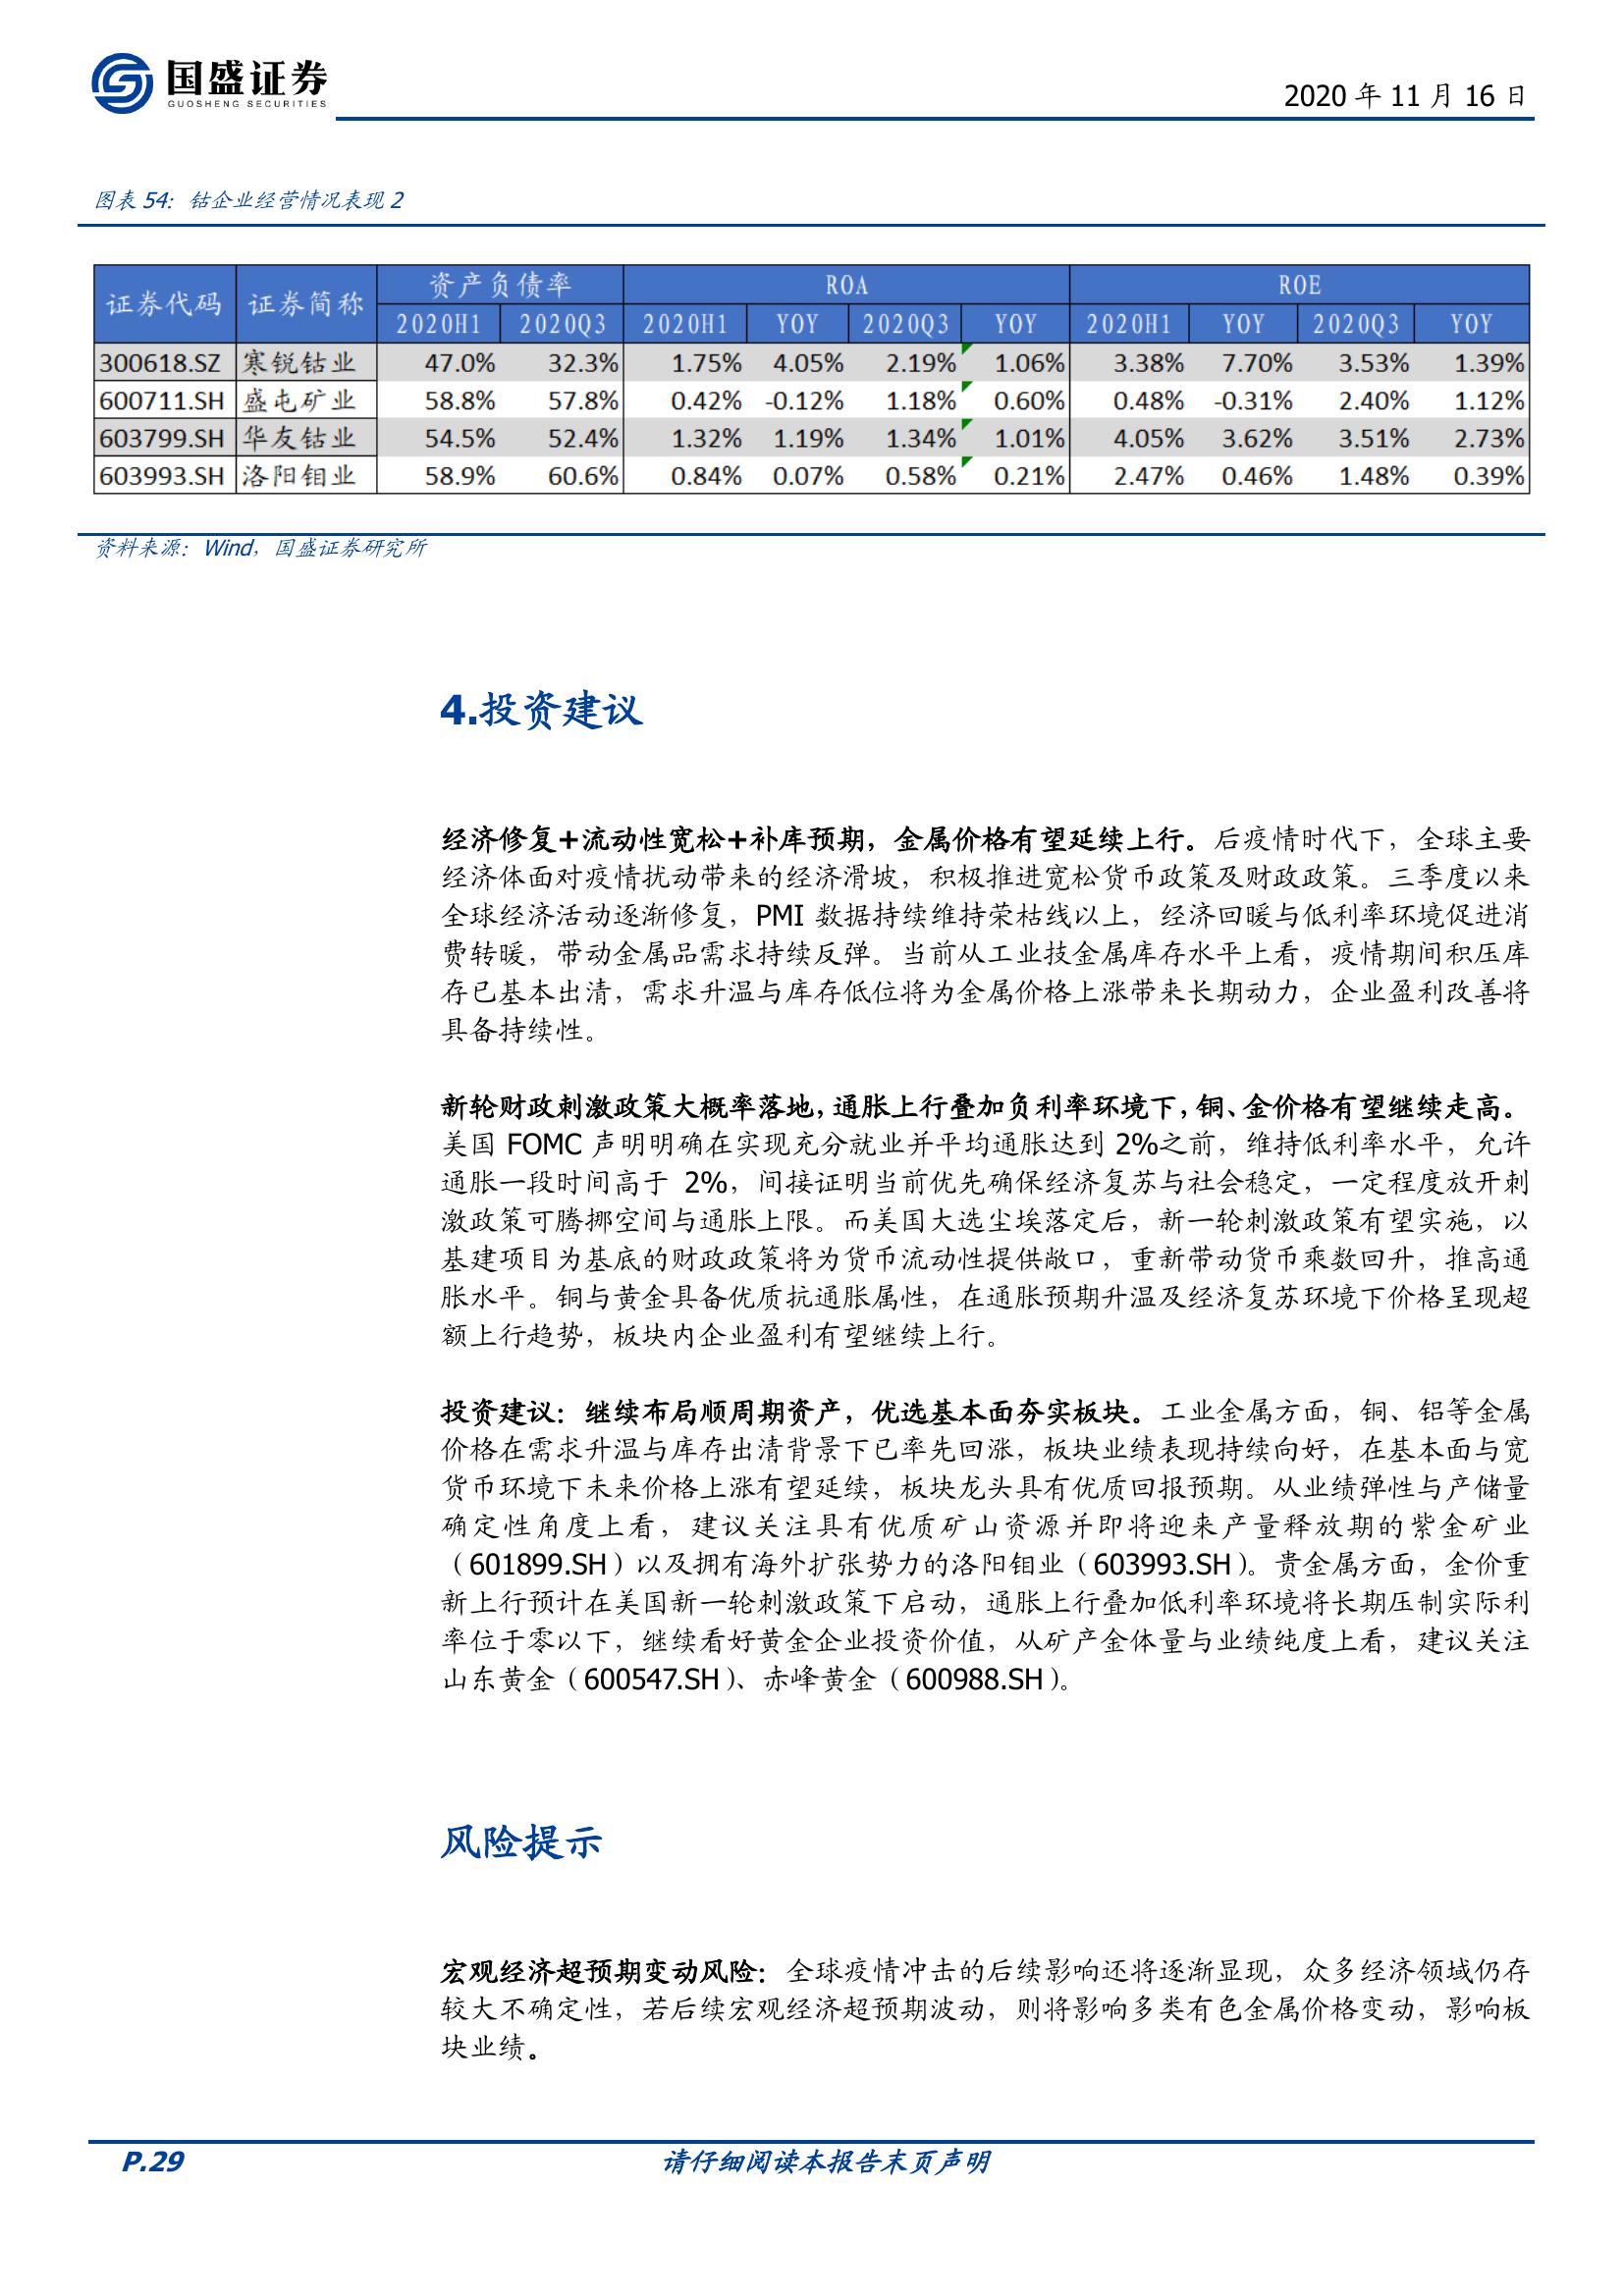 国盛证券
GUOSHENG SECURITIES
2020 年 11 月 16 日
图表 54：钴企业经营情况表现 2
证券代码 证券简称 资产负债率 ROA ROE
2020H1 2020Q3 2020H1 YOY 2020Q3 YOY 2020H1 YOY 2020Q3 YOY
300618.SZ 寒锐钴业 47.0% 32.3% 1.75% 4.05% 2.19% 1.06% 3.38% 7.70% 3.53% 1.39%
600711.SH 盛屯矿业 58.8% 57.8% 0.42% -0.12% 1.18% 0.60% 0.48% -0.31% 2.40% 1.12%
603799.SH 华友钴业 54.5% 52.4% 1.32% 1.19% 1.34% 1.01% 4.05% 3.62% 3.51% 2.73%
603993.SH 洛阳钼业 58.9% 60.6% 0.84% 0.07% 0.58% 0.21% 2.47% 0.46% 1.48% 0.39%
资料来源：Wind，国盛证券研究所
4.投资建议
经济修复+流动性宽松+补库预期，金属价格有望延续上行。后疫情时代下，全球主要
经济体面对疫情扰动带来的经济滑坡，积极推进宽松货币政策及财政政策。三季度以来
全球经济活动逐渐修复，PMI 数据持续维持荣枯线以上，经济回暖与低利率环境促进消
费转暖，带动金属品需求持续反弹。当前从工业技金属库存水平上看，疫情期间积压库
存已基本出清，需求升温与库存低位将为金属价格上涨带来长期动力，企业盈利改善将
具备持续性。
新轮财政刺激政策大概率落地，通胀上行叠加负利率环境下，铜、金价格有望继续走高。
美国 FOMC 声明明确在实现充分就业并平均通胀达到 2%之前，维持低利率水平，允许
通胀一段时间高于 2%，间接证明当前优先确保经济复苏与社会稳定，一定程度放开刺
激政策可腾挪空间与通胀上限。而美国大选尘埃落定后，新一轮刺激政策有望实施，以
基建项目为基底的财政政策将为货币流动性提供敞口，重新带动货币乘数回升，推高通
胀水平。铜与黄金具备优质抗通胀属性，在通胀预期升温及经济复苏环境下价格呈现超
额上行趋势，板块内企业盈利有望继续上行。
投资建议：继续布局顺周期资产，优选基本面夯实板块。工业金属方面，铜、铝等金属
价格在需求升温与库存出清背景下已率先回涨，板块业绩表现持续向好，在基本面与宽
货币环境下未来价格上涨有望延续，板块龙头具有优质回报预期。从业绩弹性与产储量
确定性角度上看，建议关注具有优质矿山资源并即将迎来产量释放期的紫金矿业
（601899.SH）以及拥有海外扩张势力的洛阳钼业（603993.SH）。贵金属方面，金价重
新上行预计在美国新一轮刺激政策下启动，通胀上行叠加低利率环境将长期压制实际利
率位于零以下，继续看好黄金企业投资价值，从矿产金体量与业绩纯度上看，建议关注
山东黄金（600547.SH）、赤峰黄金（600988.SH）。
风险提示
宏观经济超预期变动风险：全球疫情冲击的后续影响还将逐渐显现，众多经济领域仍存
较大不确定性，若后续宏观经济超预期波动，则将影响多类有色金属价格变动，影响板
块业绩。
P.29
请仔细阅读本报告末页声明